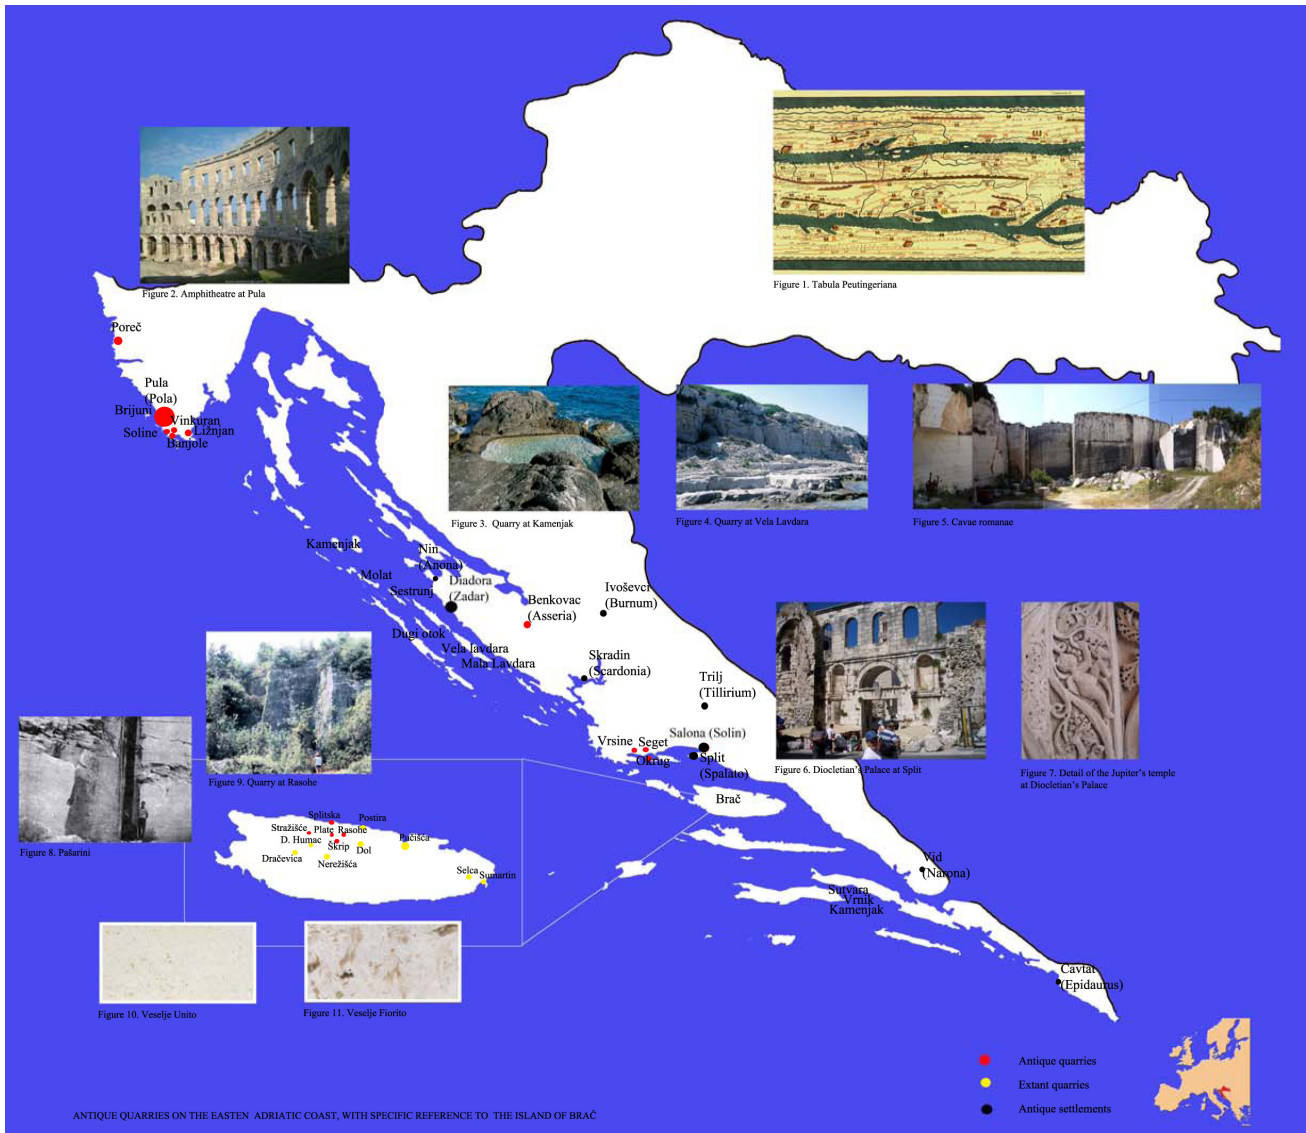 Figure 1. Tabula Peutingeriana
Figure 2. Amphitheatre at Pula
Poreč
Pula
(Pola)
Brijuni
Vinkuran
Soline
Ližnjan
Banjole
Figure 3. Quarry at Kamenjak
Figure 4. Quarry at Vela Lavdara
Figure 5. Cavae romanae
Kamenjak
Nin
(Anona)
Molat
Sestrunj
Diadora
(Zadar)
Ivoševci
(Burnum)
Benkovac
(Asseria)
Dugi otok
Vela lavdara
Mala Lavdara
Skradin
(Scardonia)
Trilj
(Tillirium)
Salona (Solin)
Vrsine
Seget
Okrug
Split
(Spalato)
Figure 6. Diocletian's Palace at Split
Figure 7. Detail of the Jupiter's temple
at Diocletian's Palace
Figure 9. Quarry at Rasohe
Brač
Figure 8. Pašarini
Splitska
Postira
Stražišće
Plate
Rasohe
D. Humac
Škrip
Pučišća
Dol
Dračevica
Nerežišća
Selca
Sumartin
Vid
(Narona)
Sutvara
Vrnik
Kamenjak
Cavtat
(Epidaurus)
Figure 10. Veselje Unito
Figure 11. Veselje Fiorito
Antique quarries
Extant quarries
Antique settlements
ANTIQUE QUARRIES ON THE EASTEN ADRIATIC COAST, WITH SPECIFIC REFERENCE TO THE ISLAND OF BRAČ